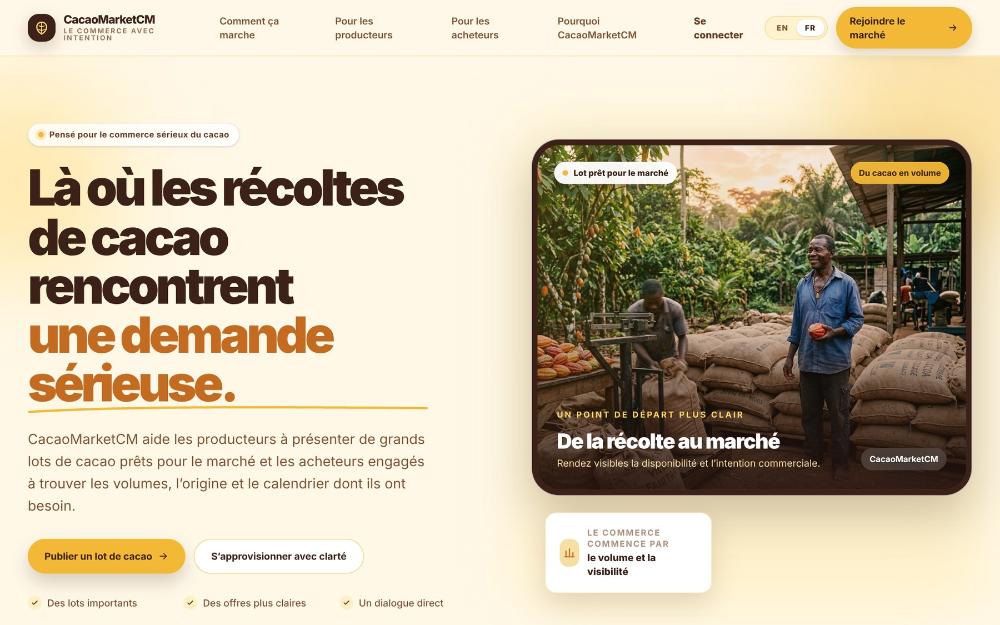 CacaoMarketCM
LE COMMERCE AVEC
INTENTION
Comment ça
marche
Pour les
producteurs
Pour les
acheteurs
Pourquoi
CacaoMarketCM
Se
connecter
EN FR
Rejoindre le
marché
Pensé pour le commerce sérieux du cacao
Là où les récoltes
de cacao
rencontrent
une demande
sérieuse.
CacaoMarketCM aide les producteurs à présenter de grands
lots de cacao prêts pour le marché et les acheteurs engagés
à trouver les volumes, l’origine et le calendrier dont ils ont
besoin.
Publier un lot de cacao
S’approvisionner avec clarté
Des lots importants
Des offres plus claires
Un dialogue direct
Lot prêt pour le marché
Du cacao en volume
UN POINT DE DÉPART PLUS CLAIR
De la récolte au marché
Rendez visibles la disponibilité et l’intention commerciale.
CacaoMarketCM
LE COMMERCE
COMMENCE PAR
le volume et la
visibilité